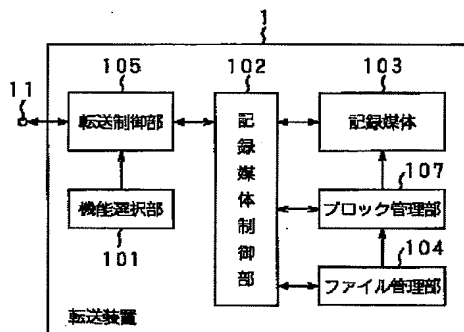 1
105
102
103
11
転送制御部
記録媒体制御部
記録媒体
107
機能選択部
ブロック管理部
101
104
ファイル管理部
転送装置